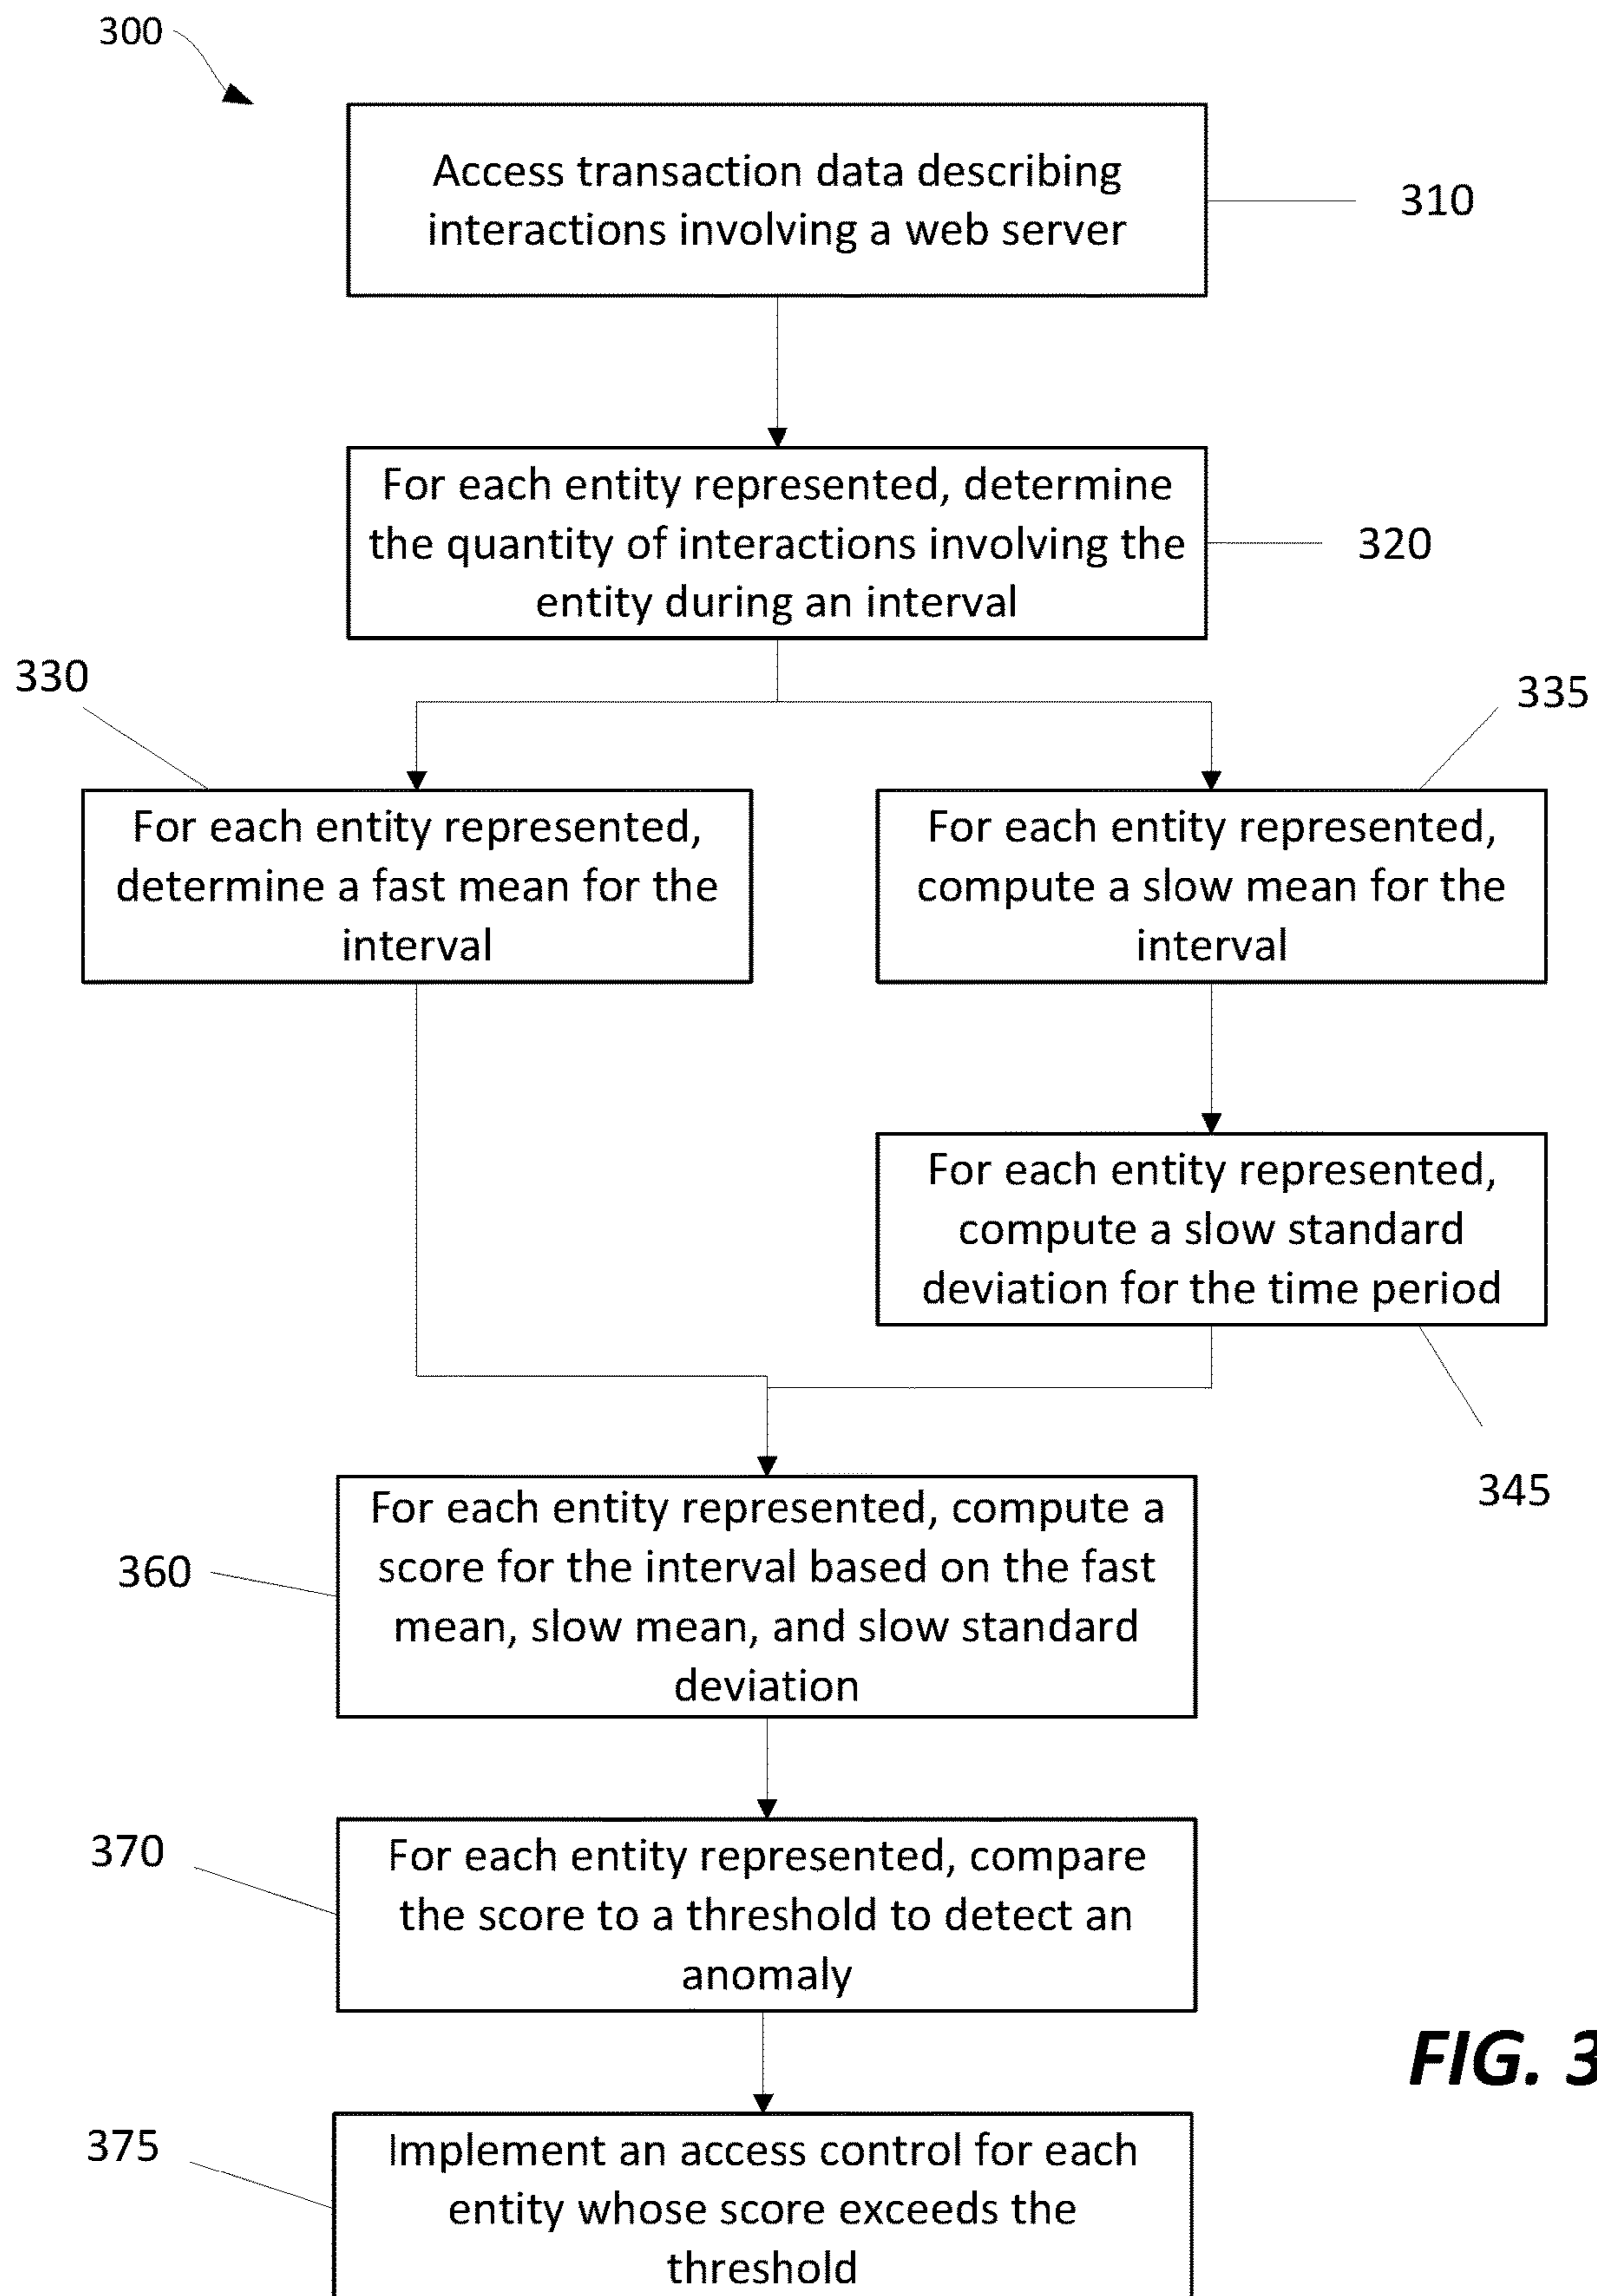 300
Access transaction data describing
interactions involving a web server
310
For each entity represented, determine
the quantity of interactions involving the
entity during an interval
320
330
335
For each entity represented,
determine a fast mean for the
interval
For each entity represented,
compute a slow mean for the
interval
For each entity represented,
compute a slow standard
deviation for the time period
345
For each entity represented, compute a
score for the interval based on the fast
mean, slow mean, and slow standard
deviation
360
For each entity represented, compare
the score to a threshold to detect an
anomaly
370
FIG. 3
Implement an access control for each
entity whose score exceeds the
threshold
375